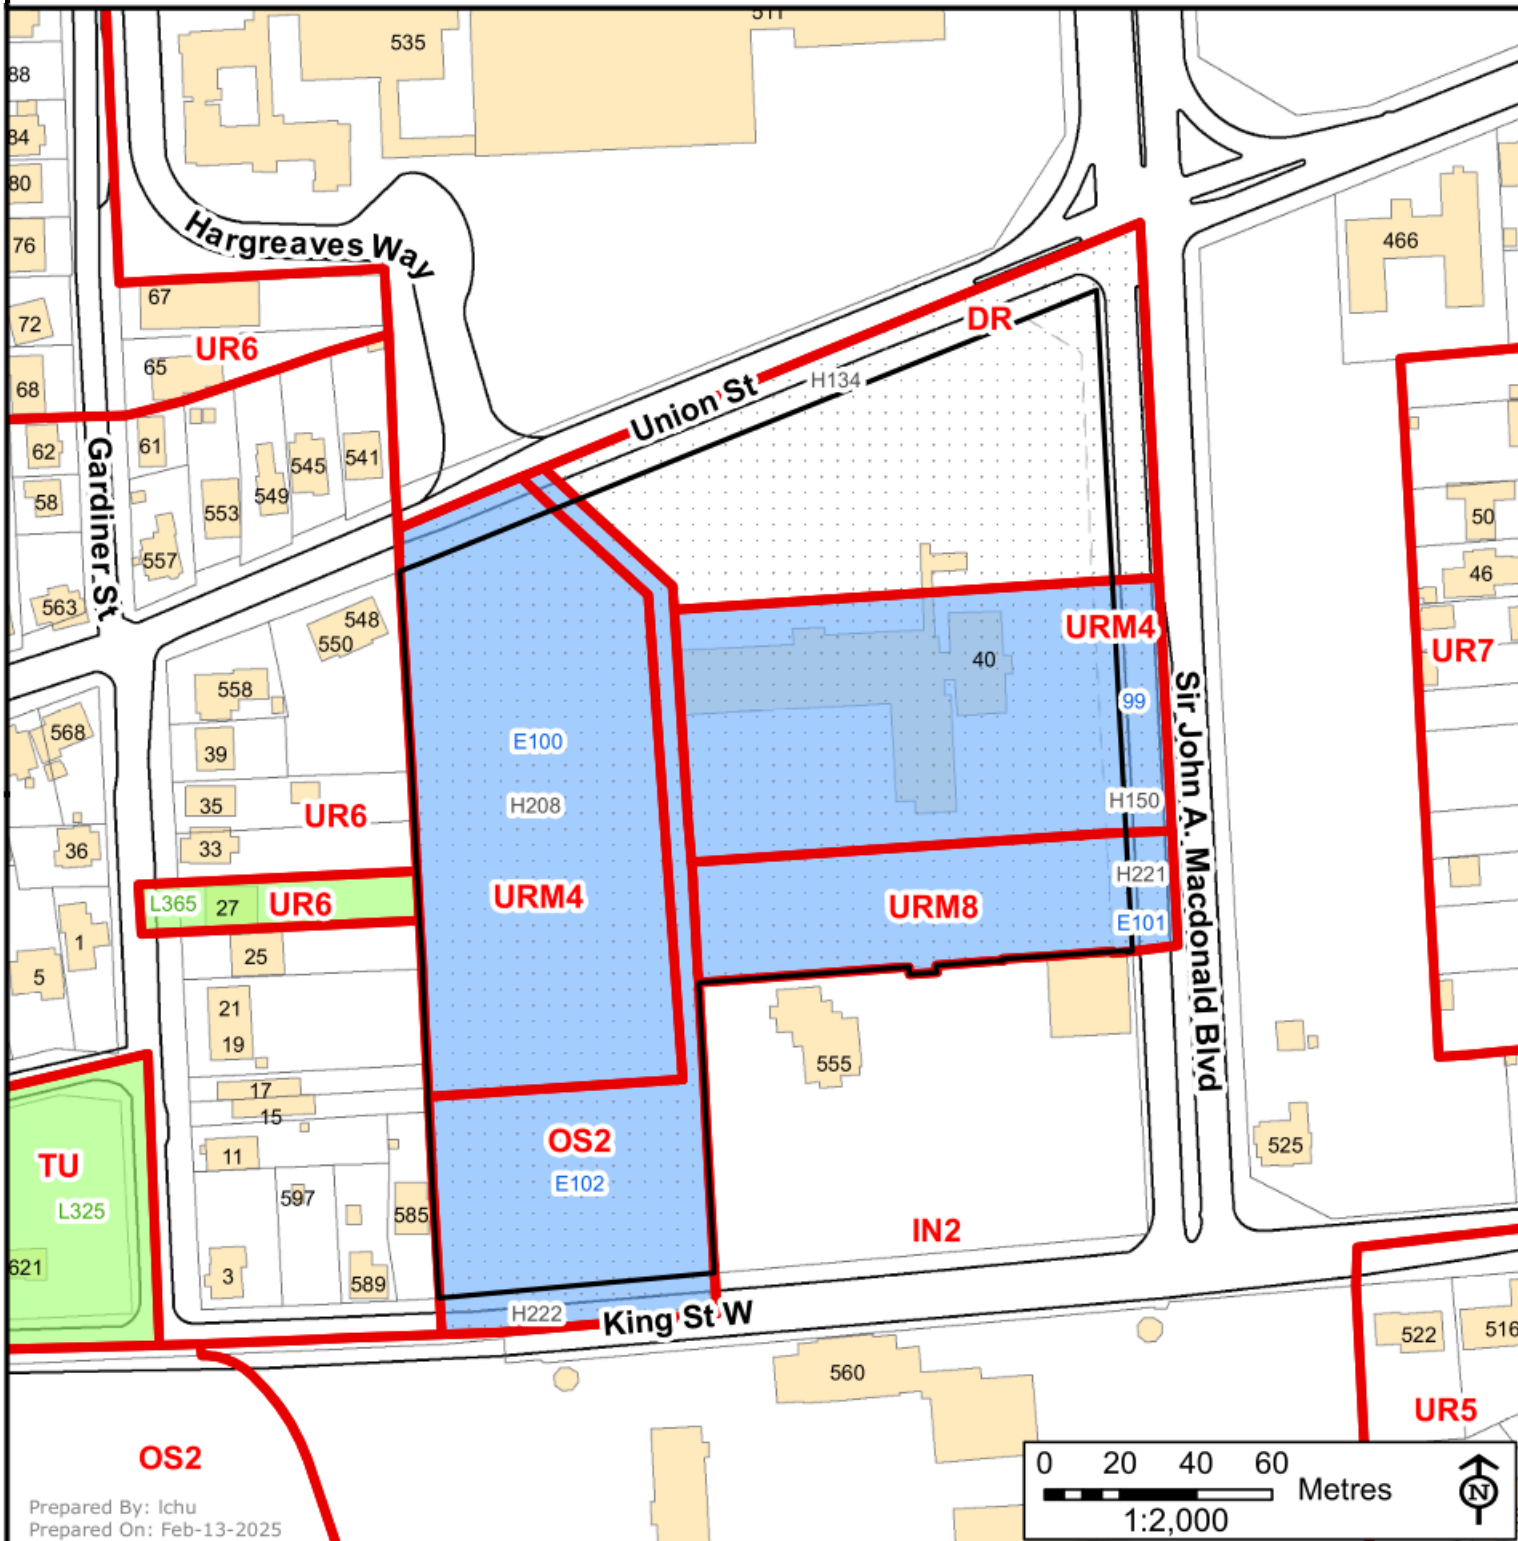 511
535
88
84
80
76
72
68
Hargreaves Way
466
67
UR6
65
DR
H134
Union St
62
58
61
541
545
549
553
557
563
Gardiner St
50
46
UR7
548
550
558
568
39
35
33
36
UR6
40
URM4
99
H150
E100
H208
URM4
H221
URM8
E101
Sir John A. Macdonald Blvd
L365
27
UR6
25
1
5
21
19
17
15
11
555
525
TU
L325
OS2
E102
597
585
589
3
621
IN2
H222
King St W
560
522
516
UR5
OS2
0 20 40 60
Metres
1:2,000
N
Prepared By: lchu
Prepared On: Feb-13-2025